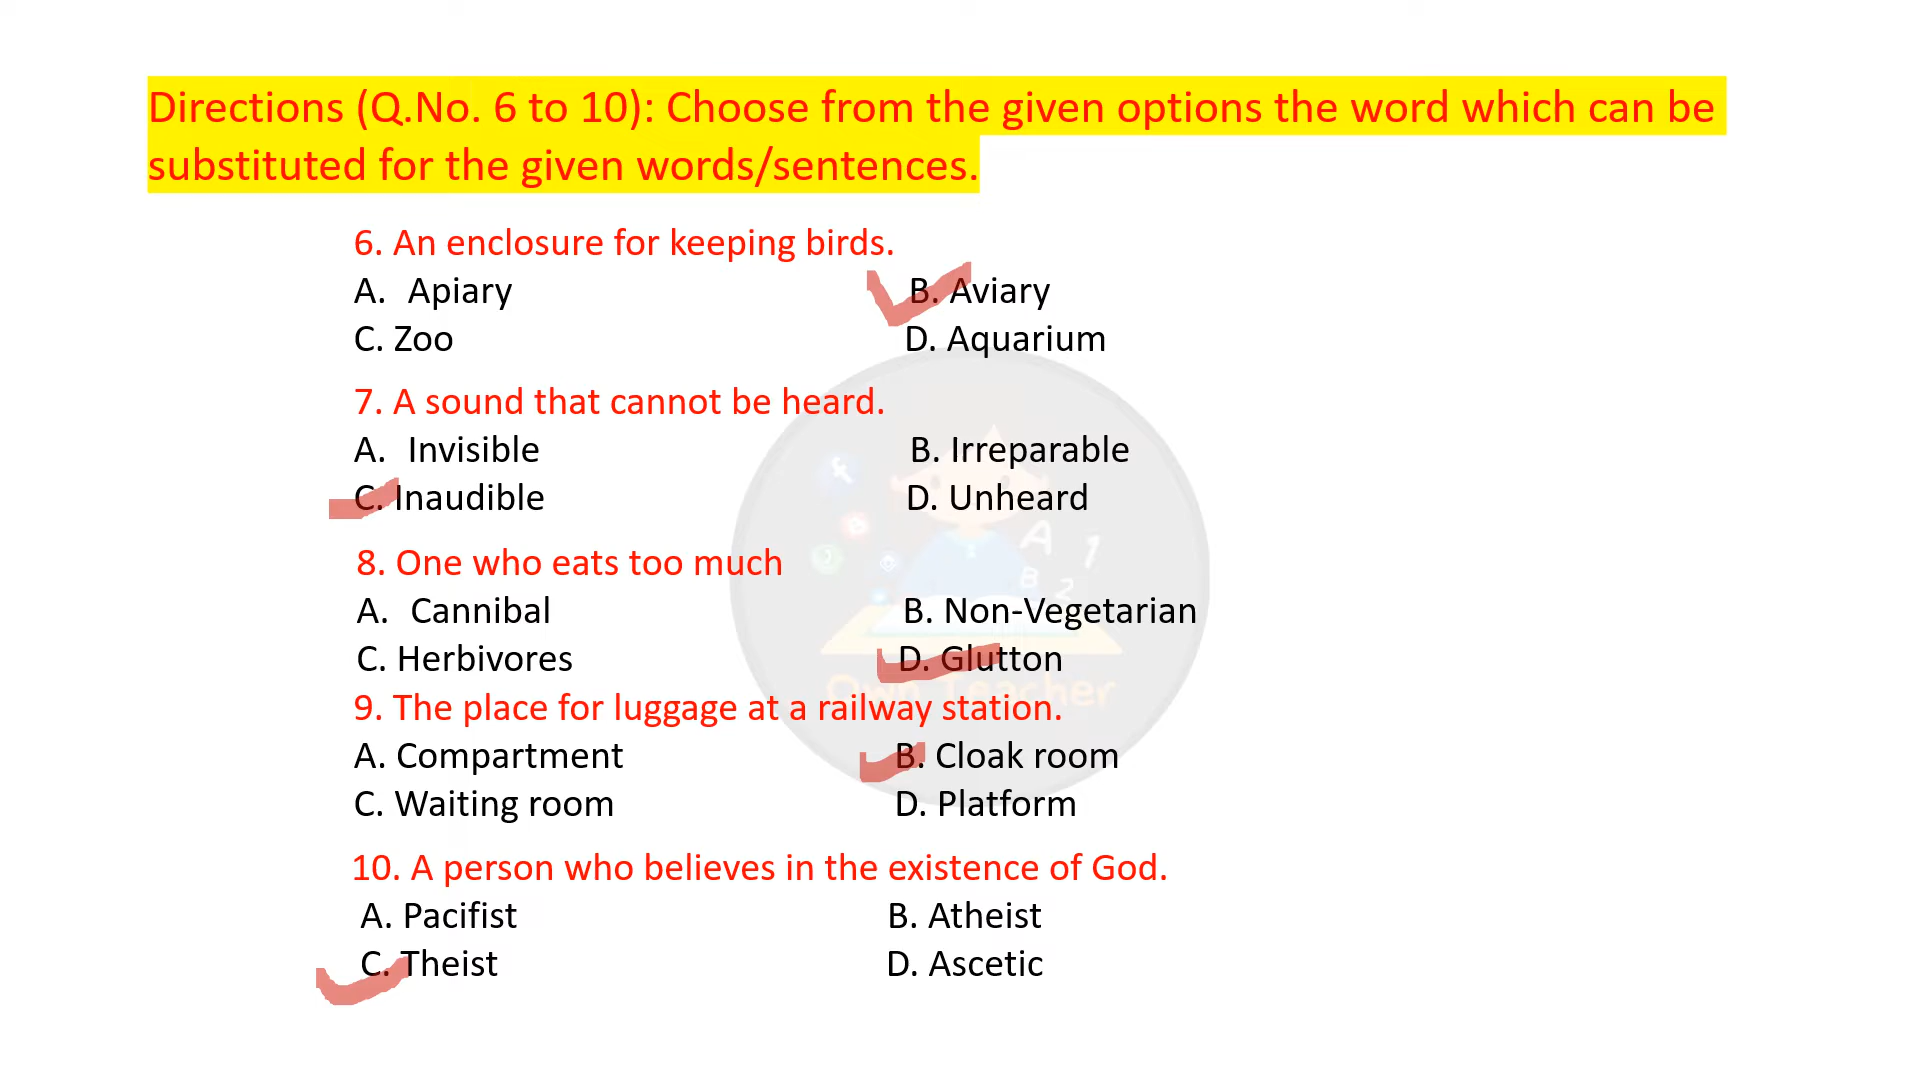 Directions (Q.No. 6 to 10): Choose from the given options the word which can be
substituted for the given words/sentences.
6. An enclosure for keeping birds.
A. Apiary B. Aviary
C. Zoo D. Aquarium
7. A sound that cannot be heard.
A. Invisible B. Irreparable
C. Inaudible D. Unheard
8. One who eats too much
A. Cannibal B. Non-Vegetarian
C. Herbivores D. Glutton
Own Teacher
9. The place for luggage at a railway station.
A. Compartment B. Cloak room
C. Waiting room D. Platform
10. A person who believes in the existence of God.
A. Pacifist B. Atheist
C. Theist D. Ascetic
A 1
B 2